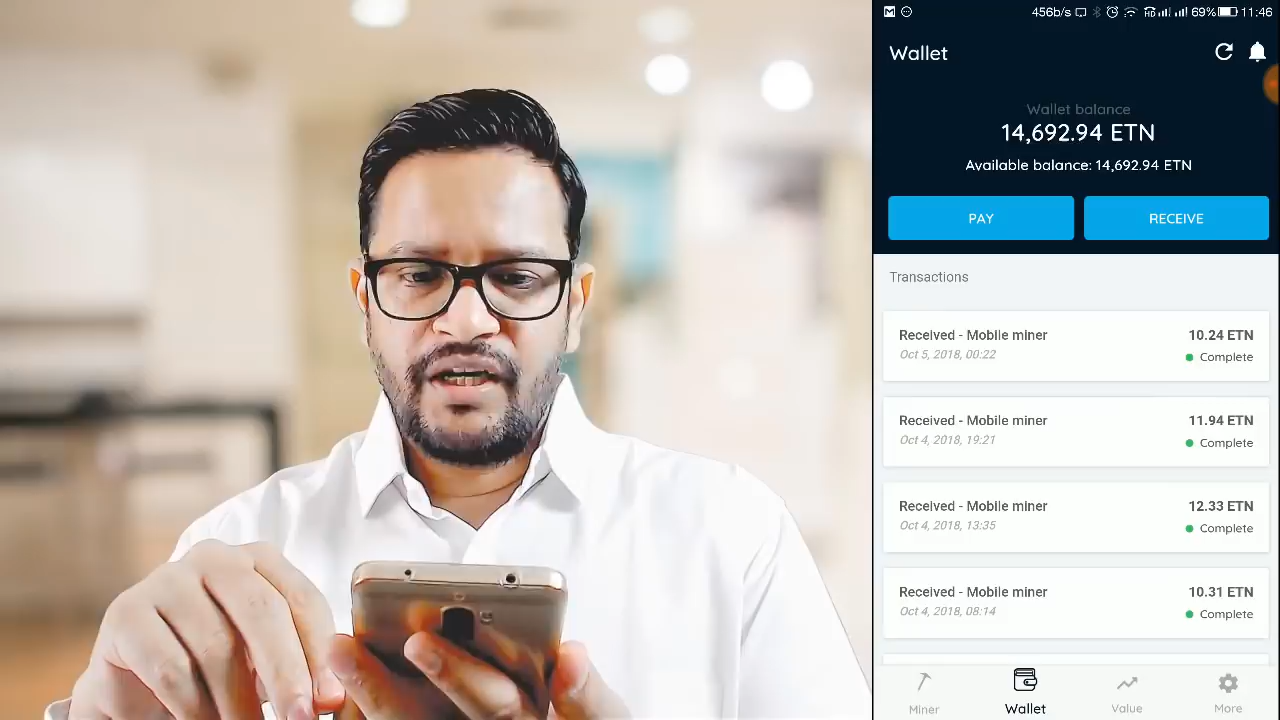 456b/s 69% 11:46
Wallet
Wallet balance
14,692.94 ETN
Available balance: 14,692.94 ETN
PAY RECEIVE
Transactions
Received - Mobile miner 10.24 ETN
Oct 5, 2018, 00:22 Complete
Received - Mobile miner 11.94 ETN
Oct 4, 2018, 19:21 Complete
Received - Mobile miner 12.33 ETN
Oct 4, 2018, 13:35 Complete
Received - Mobile miner 10.31 ETN
Oct 4, 2018, 08:14 Complete
Miner Wallet Value More